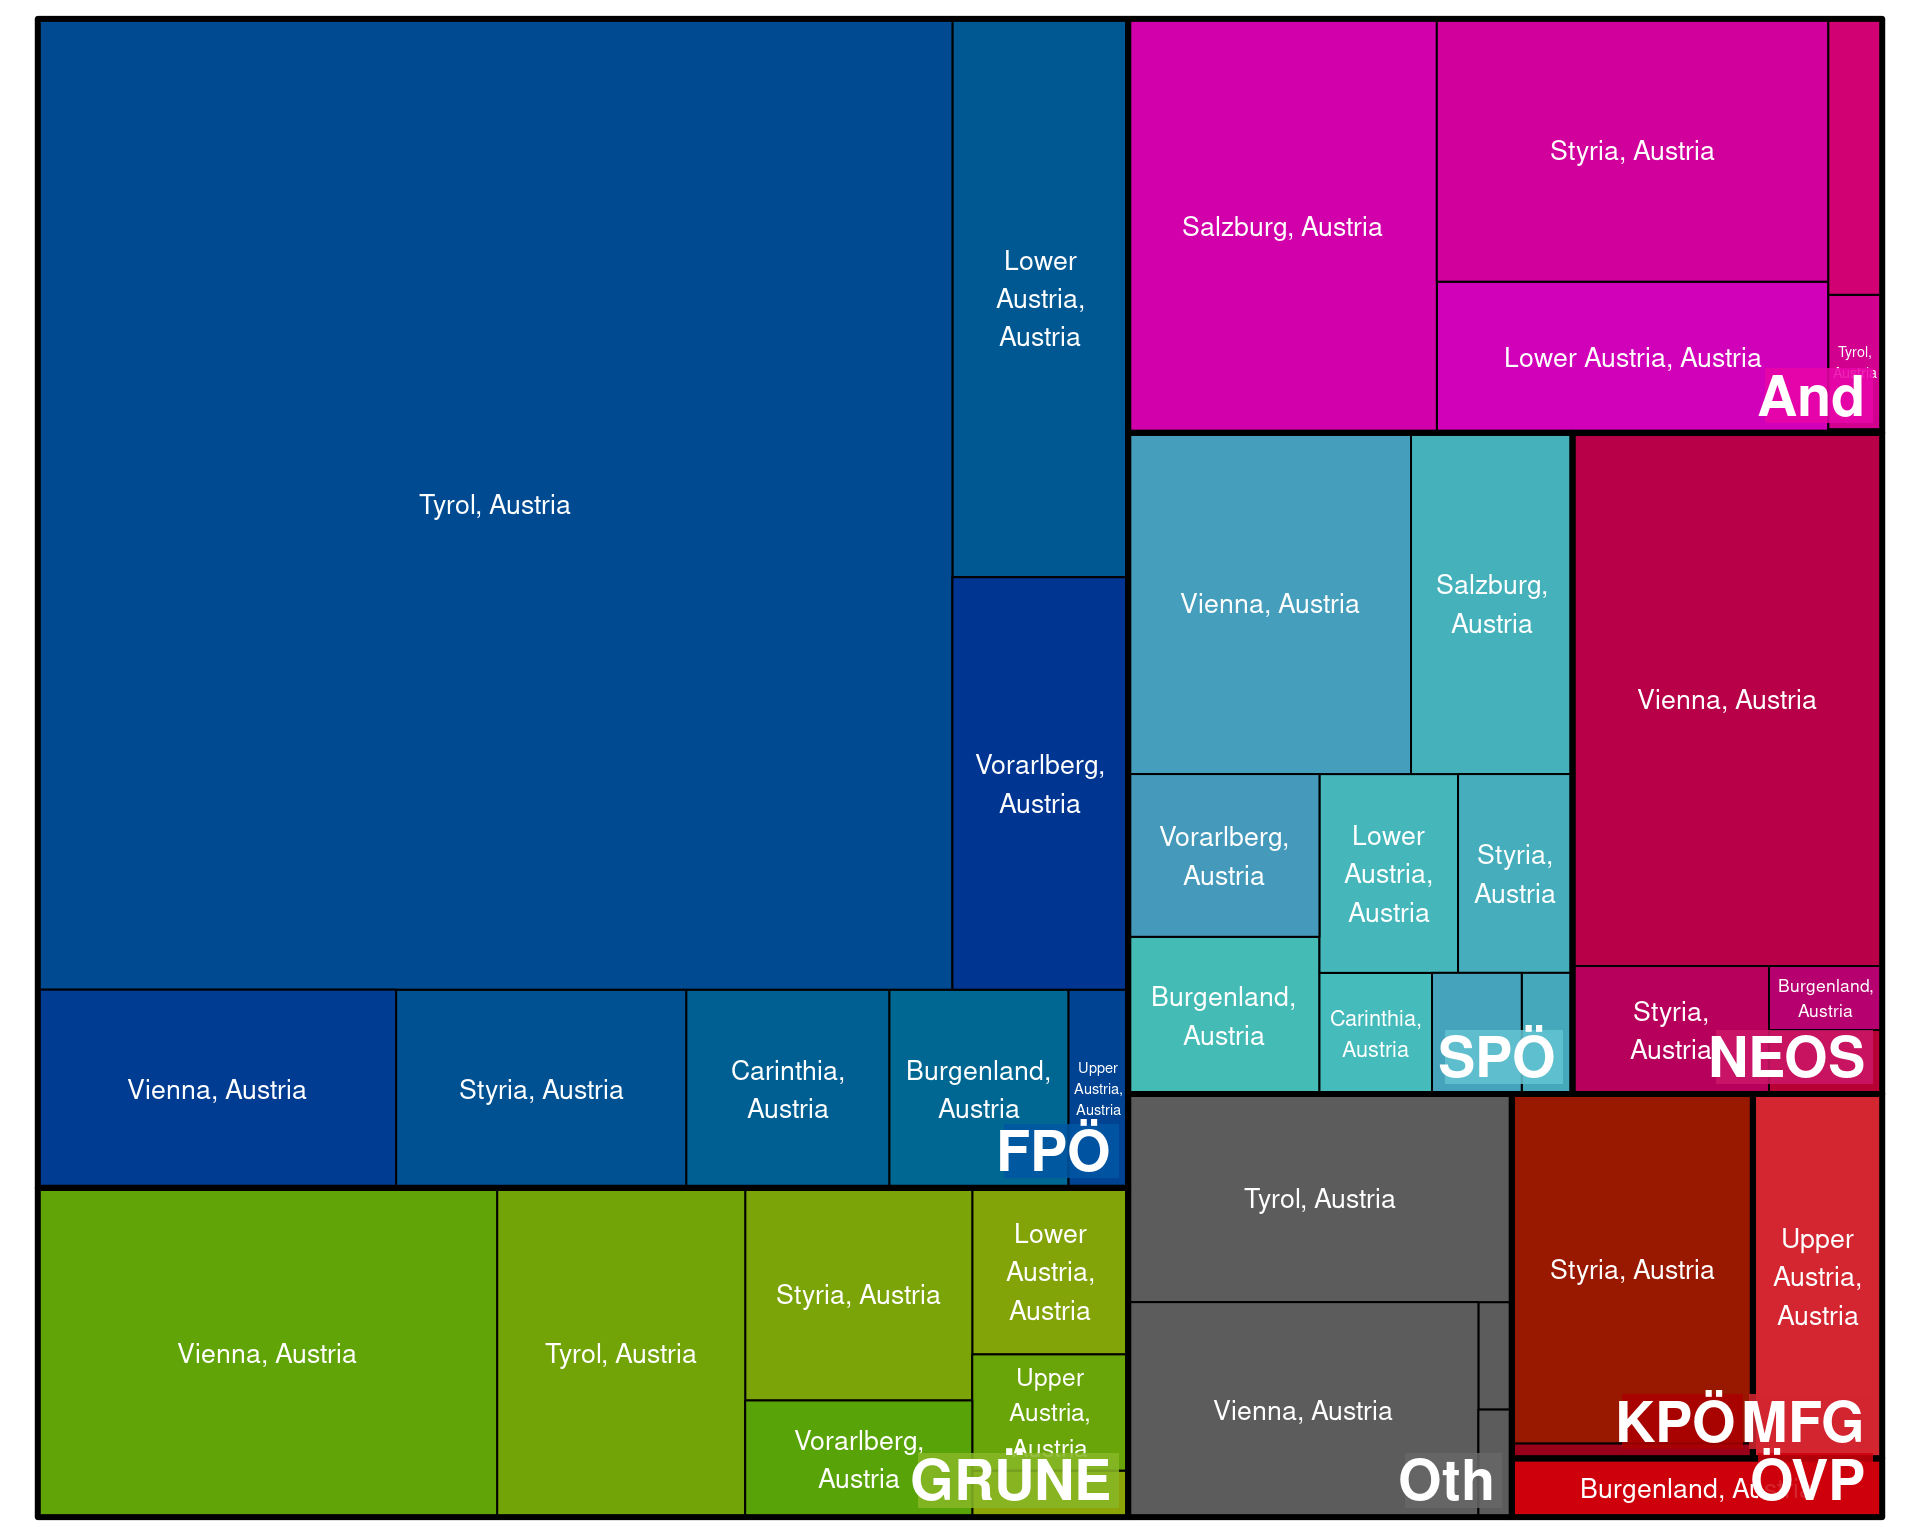 Tyrol, Austria
Lower
Austria,
Austria
Vorarlberg,
Austria
Vienna, Austria
Styria, Austria
Carinthia,
Austria
Burgenland,
Austria
Upper
Austria,
Austria
FPÖ
Vienna, Austria
Tyrol, Austria
Styria, Austria
Vorarlberg,
Austria
Lower
Austria,
Austria
Upper
Austria,
Austria
GRÜNE
Salzburg, Austria
Styria, Austria
Lower Austria, Austria
Tyrol,
Austria
And
Vienna, Austria
Salzburg,
Austria
Vorarlberg,
Austria
Lower
Austria,
Austria
Styria,
Austria
Burgenland,
Austria
Carinthia,
Austria
SPÖ
Vienna, Austria
Styria,
Austria
Burgenland,
Austria
NEOS
Tyrol, Austria
Vienna, Austria
Oth
Styria, Austria
KPÖ
Upper
Austria,
Austria
MFG
Burgenland, Austria
ÖVP